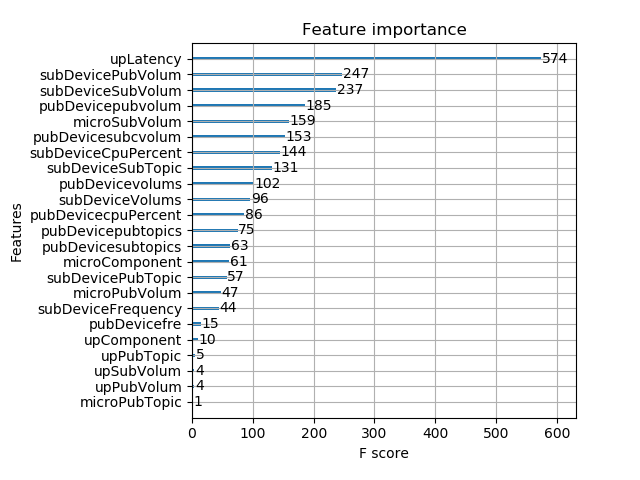 Feature importance
Features
upLatency 574
subDevicePubVolum 247
subDeviceSubVolum 237
pubDevicepubvolum 185
microSubVolum 159
pubDevicesubcvolum 153
subDeviceCpuPercent 144
subDeviceSubTopic 131
pubDevicevolums 102
subDeviceVolums 96
pubDevicecpuPercent 86
pubDevicepubtopics 75
pubDevicesubtopics 63
microComponent 61
subDevicePubTopic 57
microPubVolum 47
subDeviceFrequency 44
pubDevicefre 15
upComponent 10
upPubTopic 5
upSubVolum 4
upPubVolum 4
microPubTopic 1
0 100 200 300 400 500 600
F score